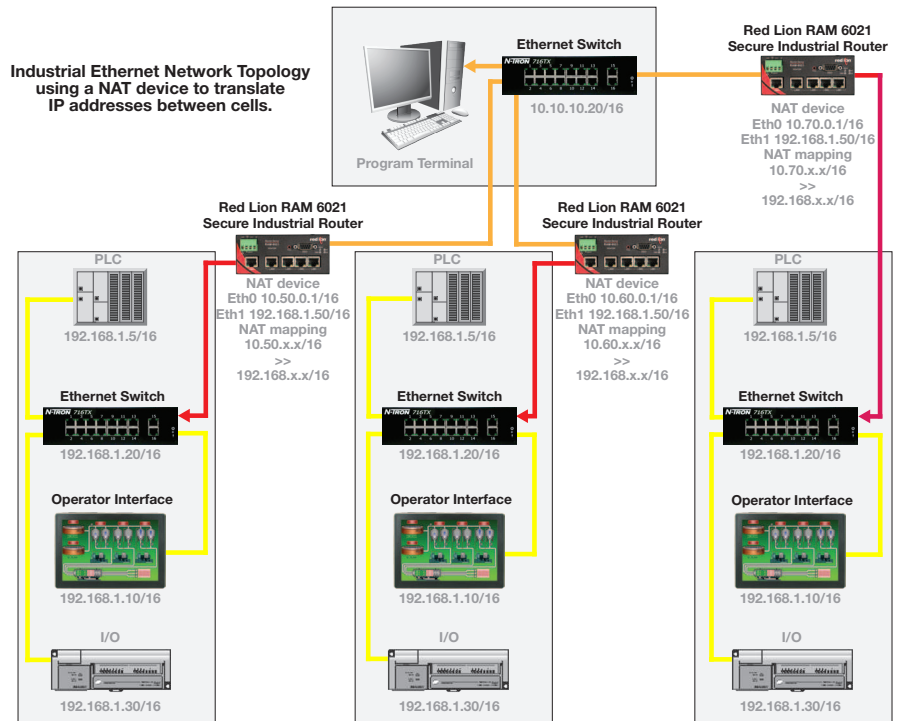 Industrial Ethernet Network Topology
using a NAT device to translate
IP addresses between cells.
Ethernet Switch
N-TRON 716TX
10.10.10.20/16
Program Terminal
Red Lion RAM 6021
Secure Industrial Router
NAT device
Eth0 10.70.0.1/16
Eth1 192.168.1.50/16
NAT mapping
10.70.x.x/16
>>
192.168.x.x/16
Red Lion RAM 6021
Secure Industrial Router
NAT device
Eth0 10.50.0.1/16
Eth1 192.168.1.50/16
NAT mapping
10.50.x.x/16
>>
192.168.x.x/16
Red Lion RAM 6021
Secure Industrial Router
NAT device
Eth0 10.60.0.1/16
Eth1 192.168.1.50/16
NAT mapping
10.60.x.x/16
>>
192.168.x.x/16
PLC
192.168.1.5/16
Ethernet Switch
N-TRON 716TX
192.168.1.20/16
Operator Interface
192.168.1.10/16
I/O
192.168.1.30/16
PLC
192.168.1.5/16
Ethernet Switch
N-TRON 716TX
192.168.1.20/16
Operator Interface
192.168.1.10/16
I/O
192.168.1.30/16
PLC
192.168.1.5/16
Ethernet Switch
N-TRON 716TX
192.168.1.20/16
Operator Interface
192.168.1.10/16
I/O
192.168.1.30/16